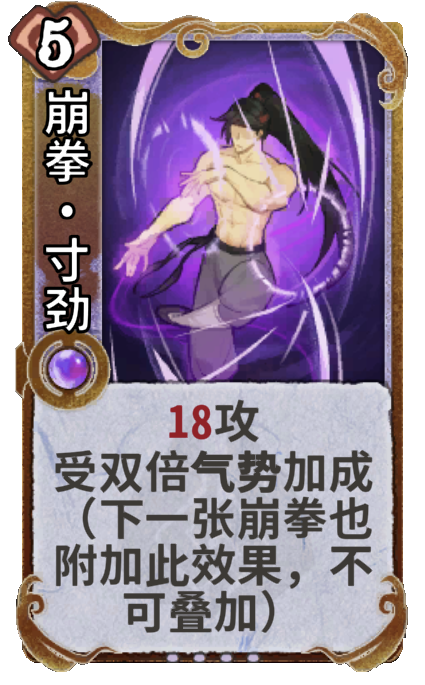 5
崩拳·寸劲
18攻
受双倍气势加成
（下一张崩拳也
附加此效果，不
可叠加）